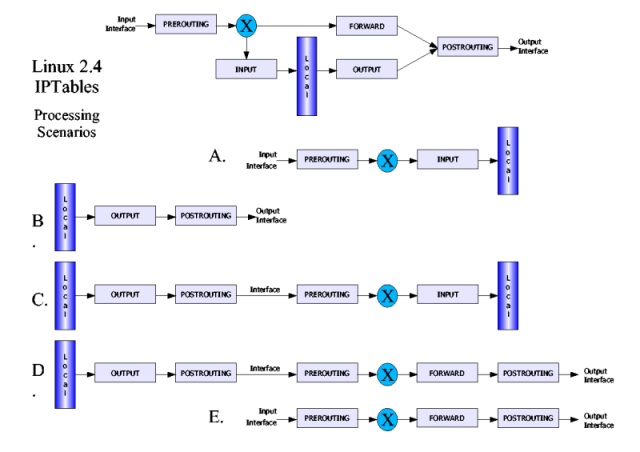 Input
Interface
PREROUTING
X
FORWARD
POSTROUTING
Output
Interface
INPUT
Local
OUTPUT
Linux 2.4
IPTables
Processing
Scenarios
A.
Input
Interface
PREROUTING
X
INPUT
Local
B
.
Local
OUTPUT
POSTROUTING
Output
Interface
C.
Local
OUTPUT
POSTROUTING
Interface
PREROUTING
X
INPUT
Local
D
.
Local
OUTPUT
POSTROUTING
Interface
PREROUTING
X
FORWARD
POSTROUTING
Output
Interface
E.
Input
Interface
PREROUTING
X
FORWARD
POSTROUTING
Output
Interface